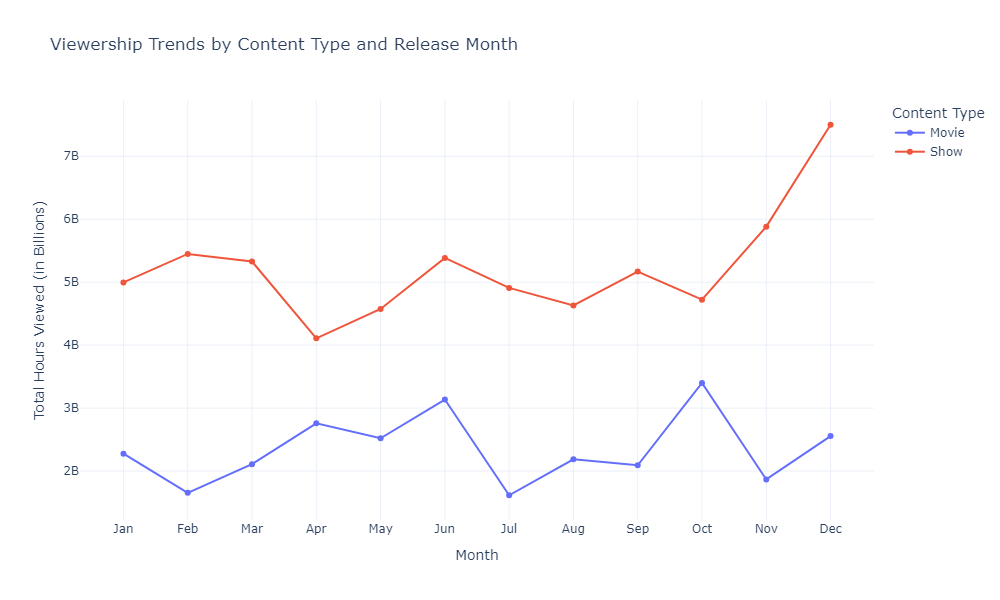 Viewership Trends by Content Type and Release Month
Content Type
Movie
Show
7B
6B
5B
4B
3B
2B
Total Hours Viewed (in Billions)
Jan Feb Mar Apr May Jun Jul Aug Sep Oct Nov Dec
Month